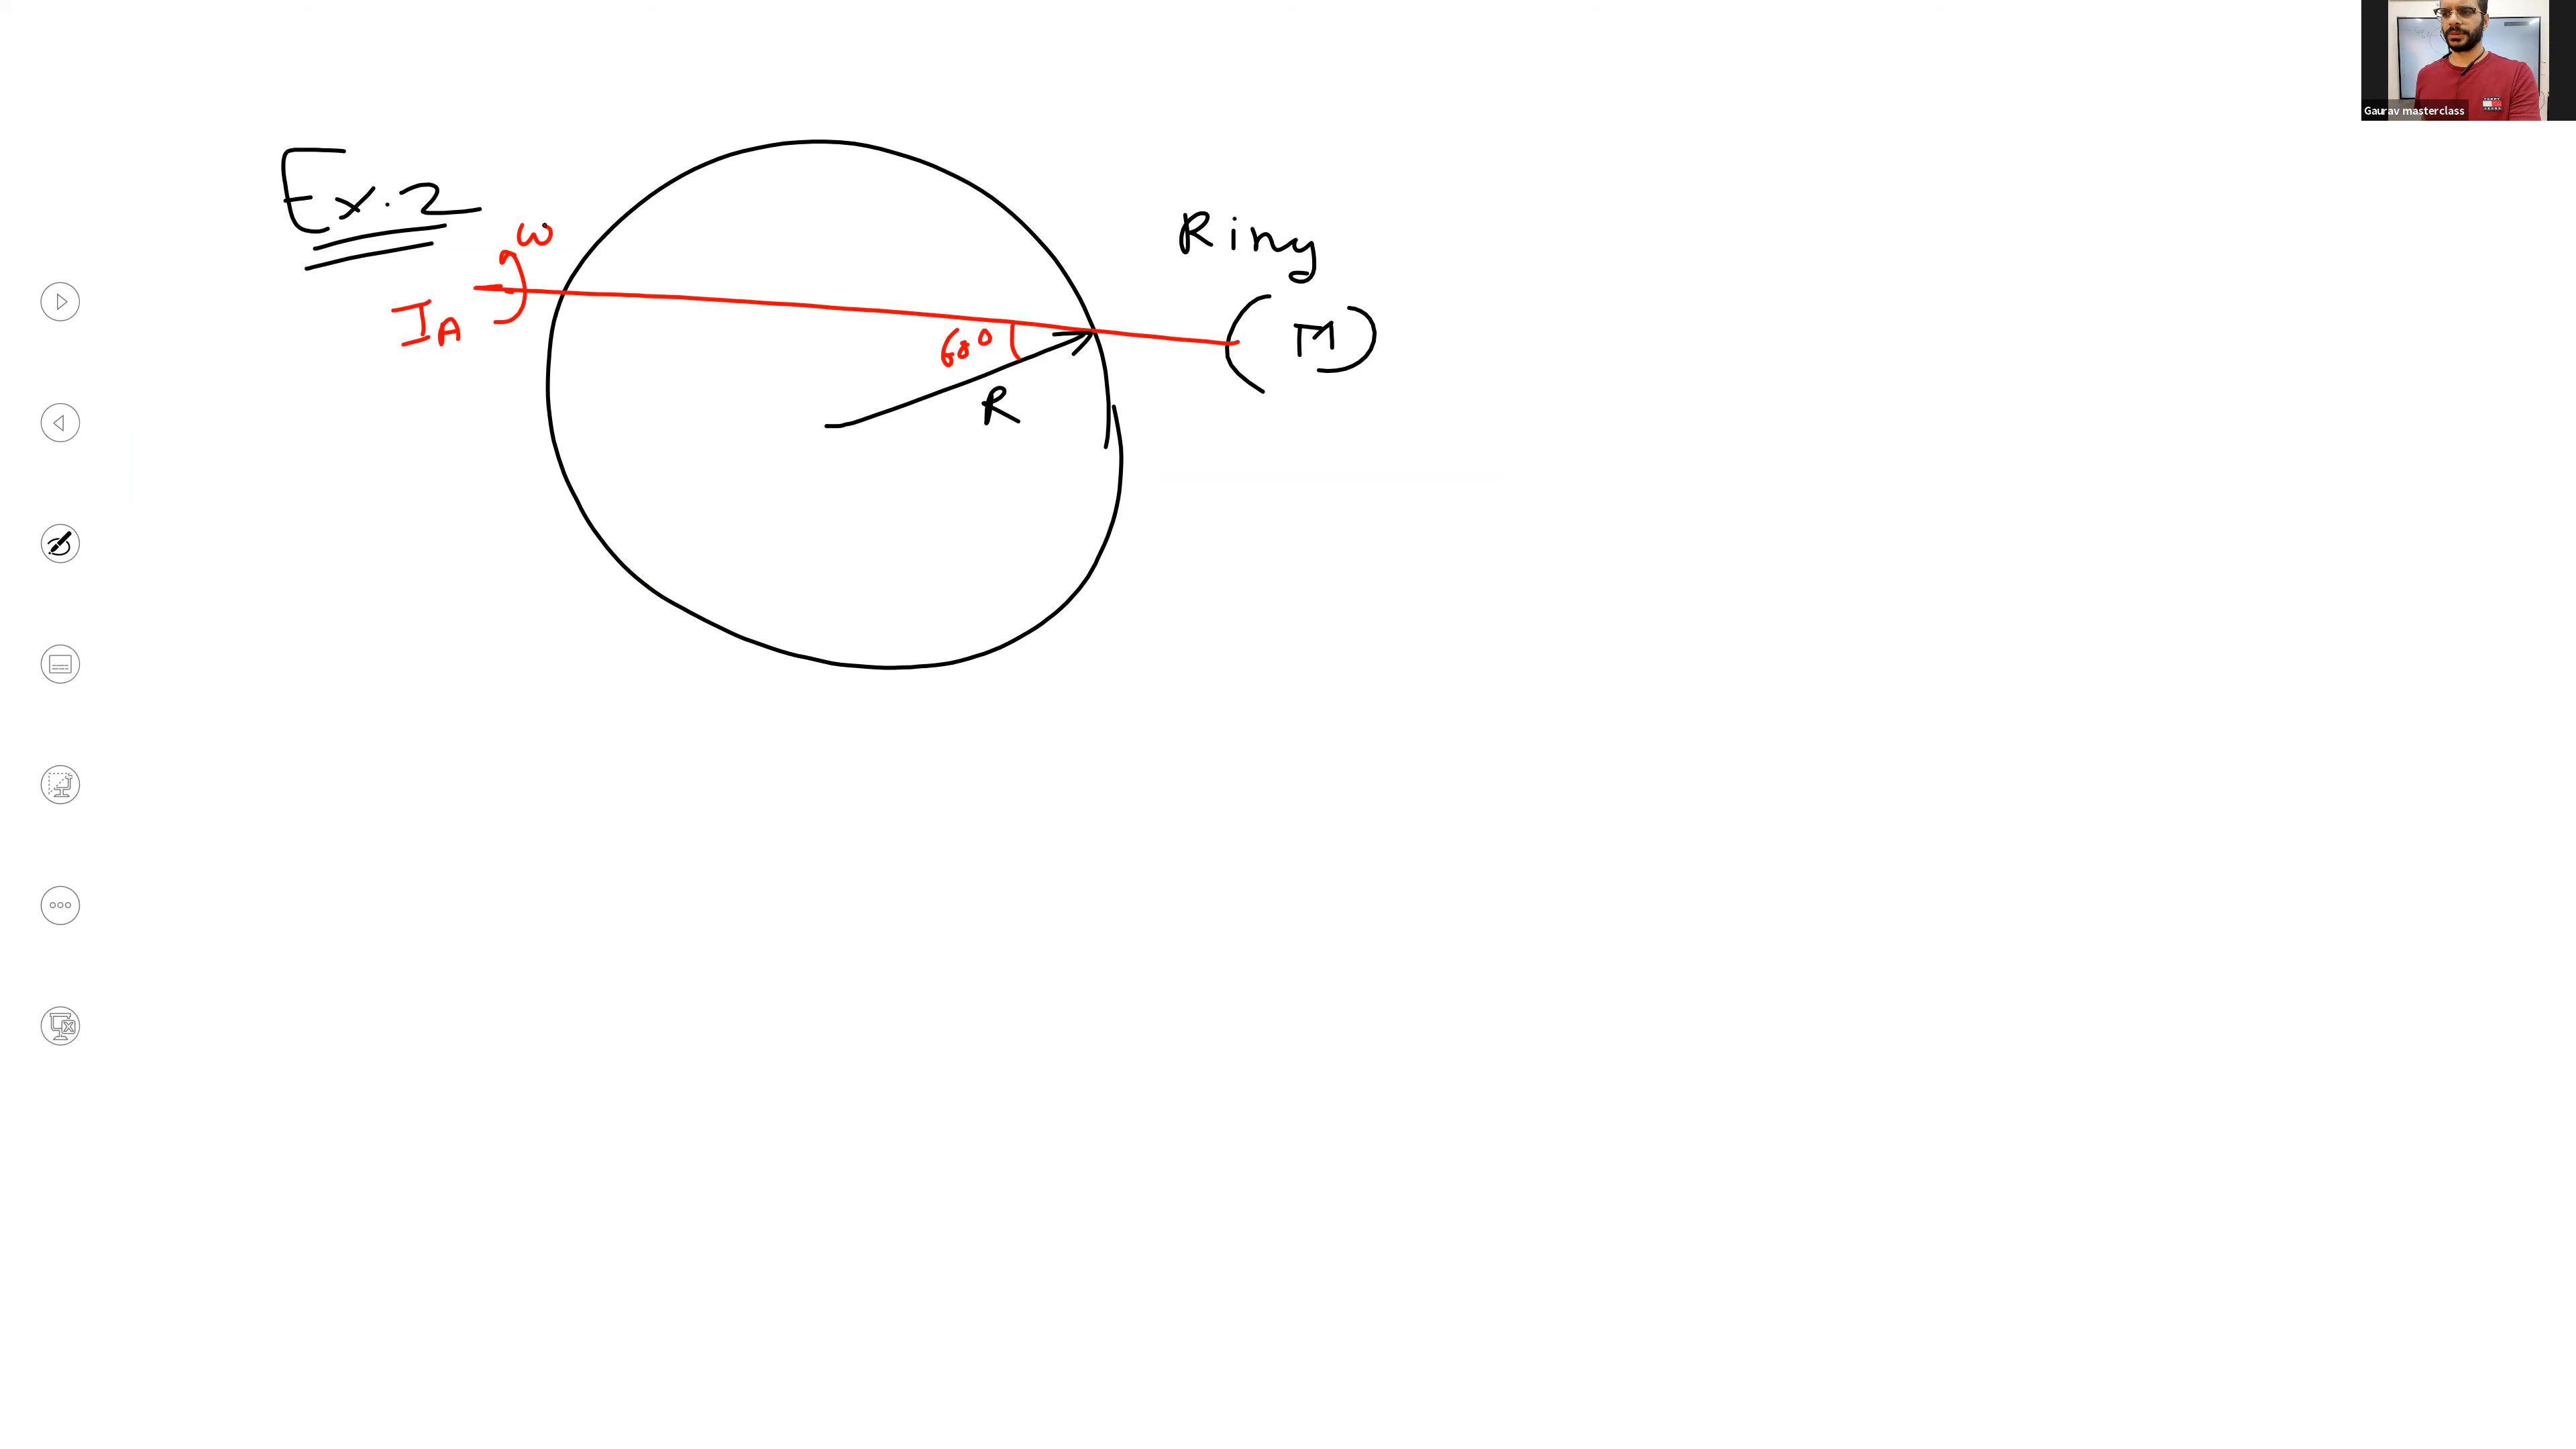 Ex.2
ω
I_A
60°
R
Ring
(M)
Gaurav masterclass